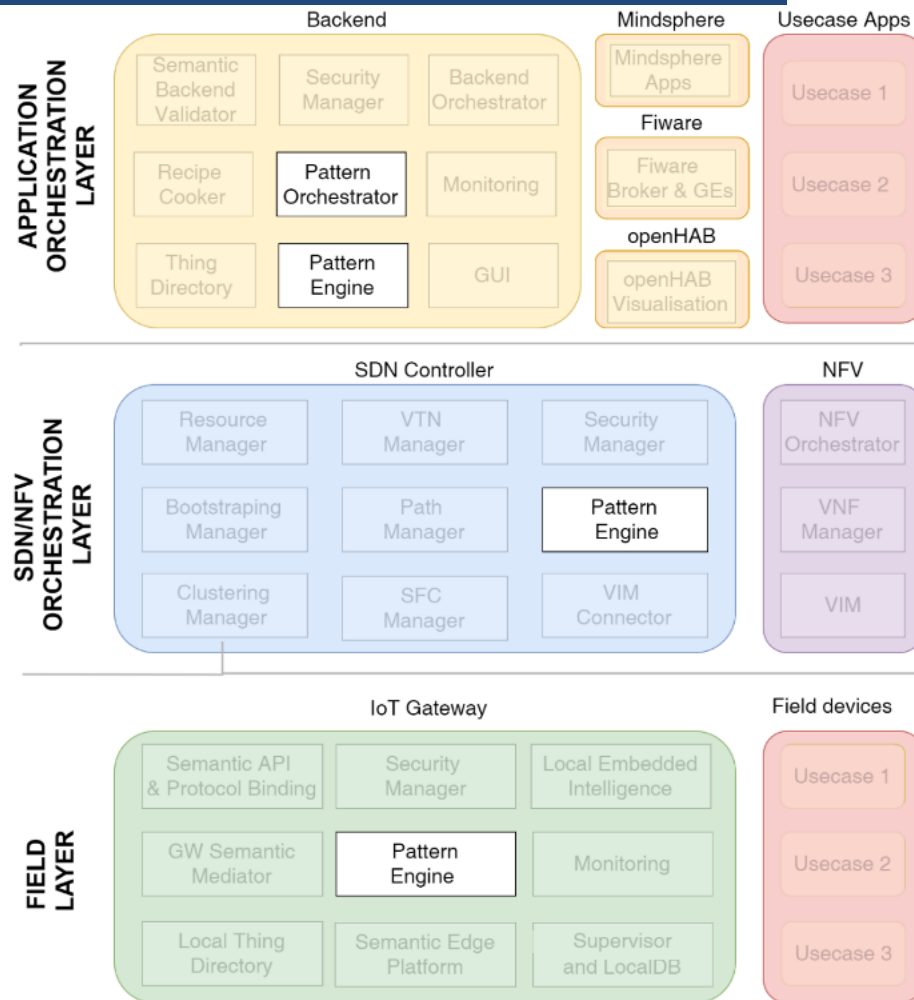 Backend
Mindsphere
Usecase Apps
APPLICATION
ORCHESTRATION
LAYER
Semantic
Backend
Validator
Security
Manager
Backend
Orchestrator
Mindsphere
Apps
Usecase 1
Fiware
Recipe
Cooker
Pattern
Orchestrator
Monitoring
Fiware
Broker & GEs
Usecase 2
openHAB
Thing
Directory
Pattern
Engine
GUI
openHAB
Visualisation
Usecase 3
SDN Controller
NFV
SDN/NFV
ORCHESTRATION
LAYER
Resource
Manager
VTN
Manager
Security
Manager
NFV
Orchestrator
Bootstraping
Manager
Path
Manager
Pattern
Engine
VNF
Manager
Clustering
Manager
SFC
Manager
VIM
Connector
VIM
IoT Gateway
Field devices
FIELD
LAYER
Semantic API
& Protocol Binding
Security
Manager
Local Embedded
Intelligence
Usecase 1
GW Semantic
Mediator
Pattern
Engine
Monitoring
Usecase 2
Local Thing
Directory
Semantic Edge
Platform
Supervisor
and LocalDB
Usecase 3